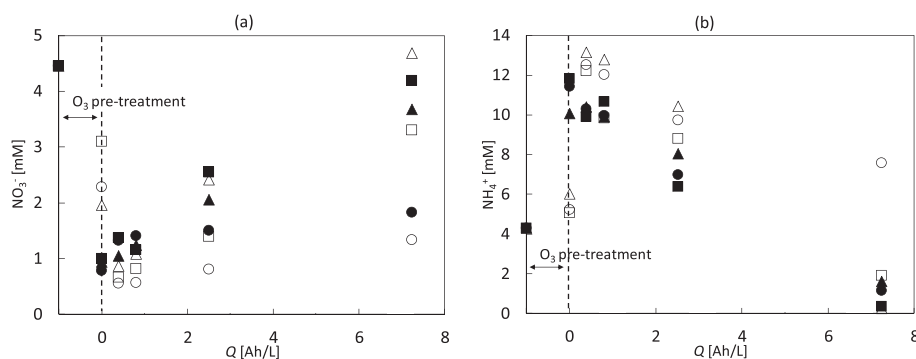 (a)
5
4
3
2
1
0
NO₃⁻ [mM]
O₃ pre-treatment
0 2 4 6 8
Q [Ah/L]
(b)
14
12
10
8
6
4
2
0
NH₄⁺ [mM]
O₃ pre-treatment
0 2 4 6 8
Q [Ah/L]